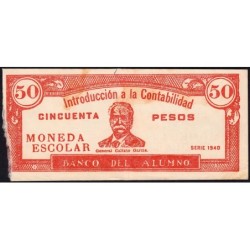 50 50
Introducción a la Contabilidad
CINCUENTA PESOS
MONEDA
ESCOLAR
SERIE 1940
General Calixto García.
BANCO DEL ALUMNO.